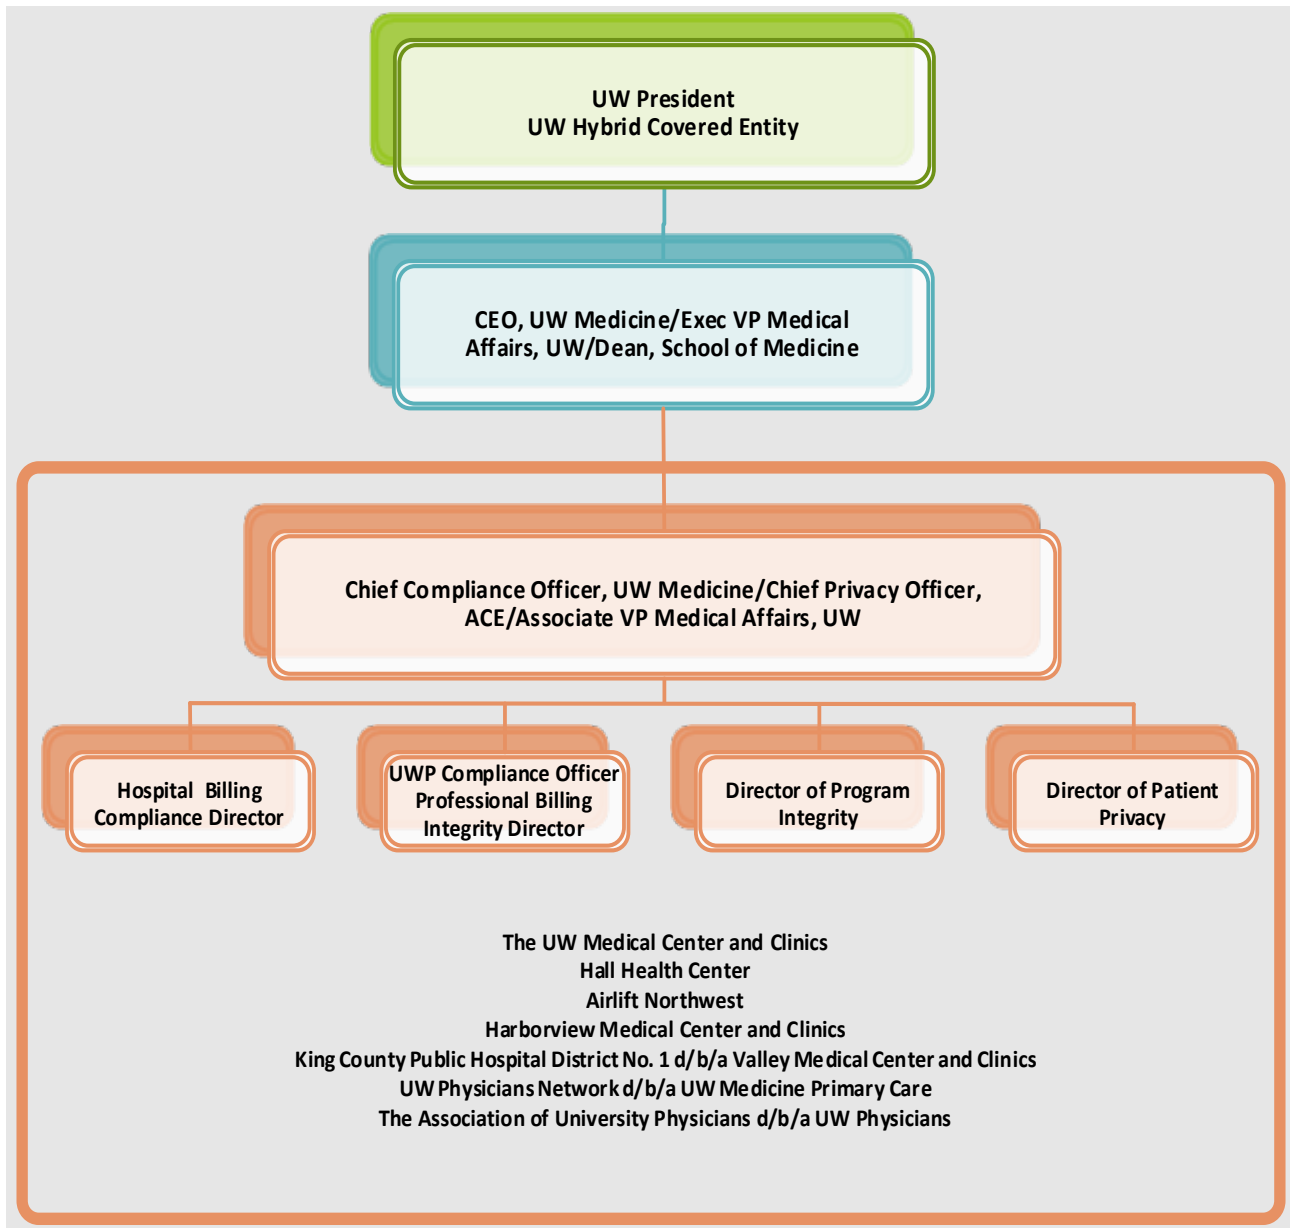 UW President
UW Hybrid Covered Entity
CEO, UW Medicine/Exec VP Medical
Affairs, UW/Dean, School of Medicine
Chief Compliance Officer, UW Medicine/Chief Privacy Officer,
ACE/Associate VP Medical Affairs, UW
Hospital Billing
Compliance Director
UWP Compliance Officer
Professional Billing
Integrity Director
Director of Program
Integrity
Director of Patient
Privacy
The UW Medical Center and Clinics
Hall Health Center
Airlift Northwest
Harborview Medical Center and Clinics
King County Public Hospital District No. 1 d/b/a Valley Medical Center and Clinics
UW Physicians Network d/b/a UW Medicine Primary Care
The Association of University Physicians d/b/a UW Physicians